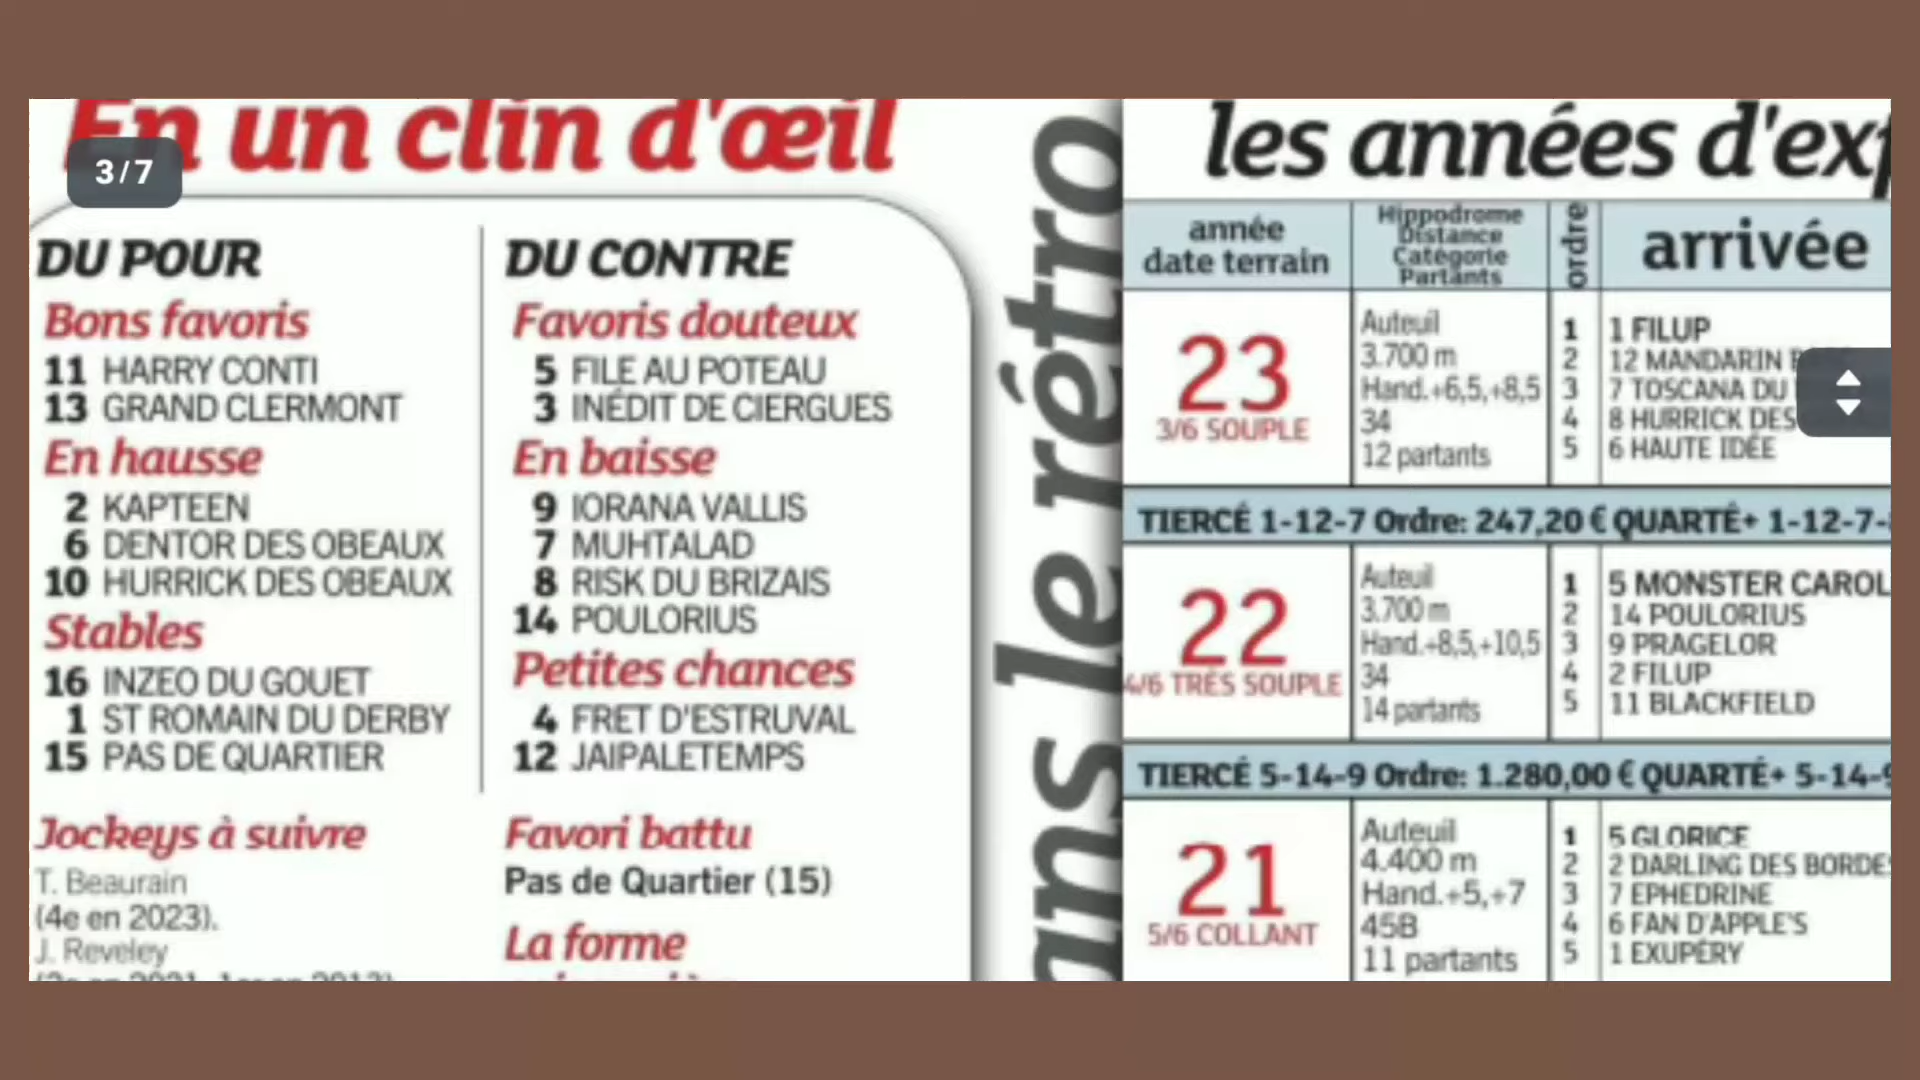 En un clin d'œil
3/7
DU POUR
Bons favoris
11 HARRY CONTI
13 GRAND CLERMONT
En hausse
2 KAPTEEN
6 DENTOR DES OBEAUX
10 HURRICK DES OBEAUX
Stables
16 INZEO DU GOUET
1 ST ROMAIN DU DERBY
15 PAS DE QUARTIER
Jockeys à suivre
T. Beaurain
(4e en 2023).
J. Reveley
DU CONTRE
Favoris douteux
5 FILE AU POTEAU
3 INÉDIT DE CIERGUES
En baisse
9 IORANA VALLIS
7 MUHTALAD
8 RISK DU BRIZAIS
14 POULORIUS
Petites chances
4 FRET D'ESTRUVAL
12 JAIPALETEMPS
Favori battu
Pas de Quartier (15)
La forme
ans le rétro
les années d'exp
année
date terrain
Hippodrome
Distance
Catégorie
Partants
ordre
arrivée
23
3/6 SOUPLE
Auteuil
3.700 m
Hand.+6,5,+8,5
34
12 partants
1 1 FILUP
2 12 MANDARIN
3 7 TOSCANA DU
4 8 HURRICK DES
5 6 HAUTE IDÉE
TIERCÉ 1-12-7 Ordre: 247,20 € QUARTÉ+ 1-12-7-
22
4/6 TRÈS SOUPLE
Auteuil
3.700 m
Hand.+8,5,+10,5
34
14 partants
1 5 MONSTER CAROL
2 14 POULORIUS
3 9 PRAGELOR
4 2 FILUP
5 11 BLACKFIELD
TIERCÉ 5-14-9 Ordre: 1.280,00 € QUARTÉ+ 5-14-9
21
5/6 COLLANT
Auteuil
4.400 m
Hand.+5,+7
45B
11 partants
1 5 GLORICE
2 2 DARLING DES BORDES
3 7 EPHEDRINE
4 6 FAN D'APPLE'S
5 1 EXUPÉRY